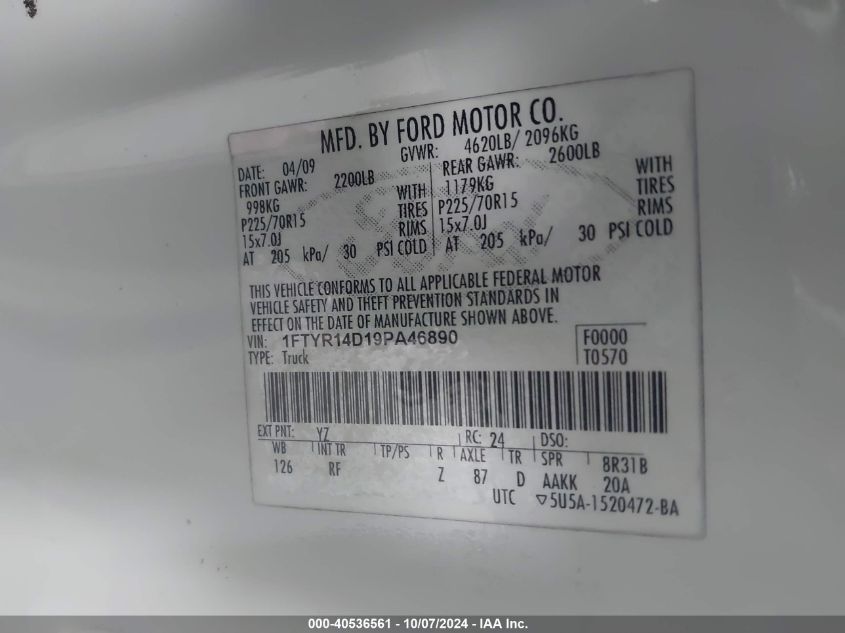 MFD. BY FORD MOTOR CO.
DATE: 04/09 GVWR: 4620LB/ 2096KG
FRONT GAWR: 2200LB REAR GAWR: 2600LB
998KG WITH 1179KG WITH
P225/70R15 TIRES P225/70R15 TIRES
15x7.0J RIMS 15x7.0J RIMS
AT 205 kPa/ 30 PSI COLD AT 205 kPa/ 30 PSI COLD
THIS VEHICLE CONFORMS TO ALL APPLICABLE FEDERAL MOTOR
VEHICLE SAFETY AND THEFT PREVENTION STANDARDS IN
EFFECT ON THE DATE OF MANUFACTURE SHOWN ABOVE.
VIN: 1FTYR14D19PA46890 F0000
TYPE: Truck T0570
EXT PNT: YZ RC: 24 DSO:
WB INT TR TP/PS R AXLE TR SPR 8R31B
126 RF Z 87 D AAKK 20A
UTC ▽5U5A-1520472-BA
000-40536561 - 10/07/2024 - IAA Inc.